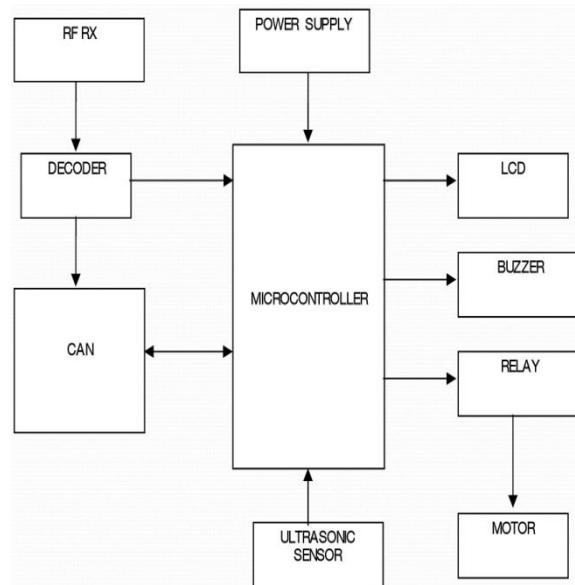 RF RX
POWER SUPPLY
DECODER
LCD
MICROCONTROLLER
BUZZER
CAN
RELAY
ULTRASONIC
SENSOR
MOTOR